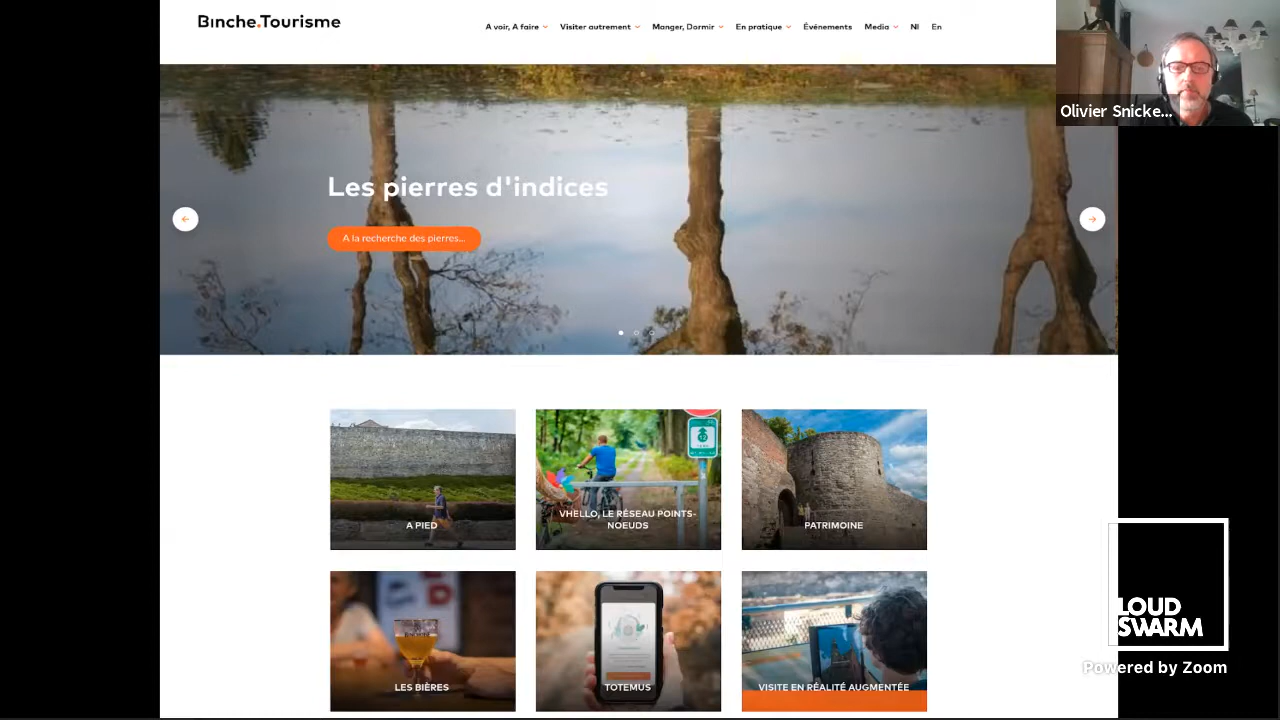 Binche.Tourisme
A voir, A faire
Visiter autrement
Manger, Dormir
En pratique
Événements
Media
Nl
En
Olivier Snicke...
Les pierres d'indices
A la recherche des pierres...
A PIED
VHELLO, LE RÉSEAU POINTS-
NOEUDS
PATRIMOINE
LES BIÈRES
TOTEMUS
VISITE EN RÉALITÉ AUGMENTÉE
LOUD
SWARM
Powered by Zoom